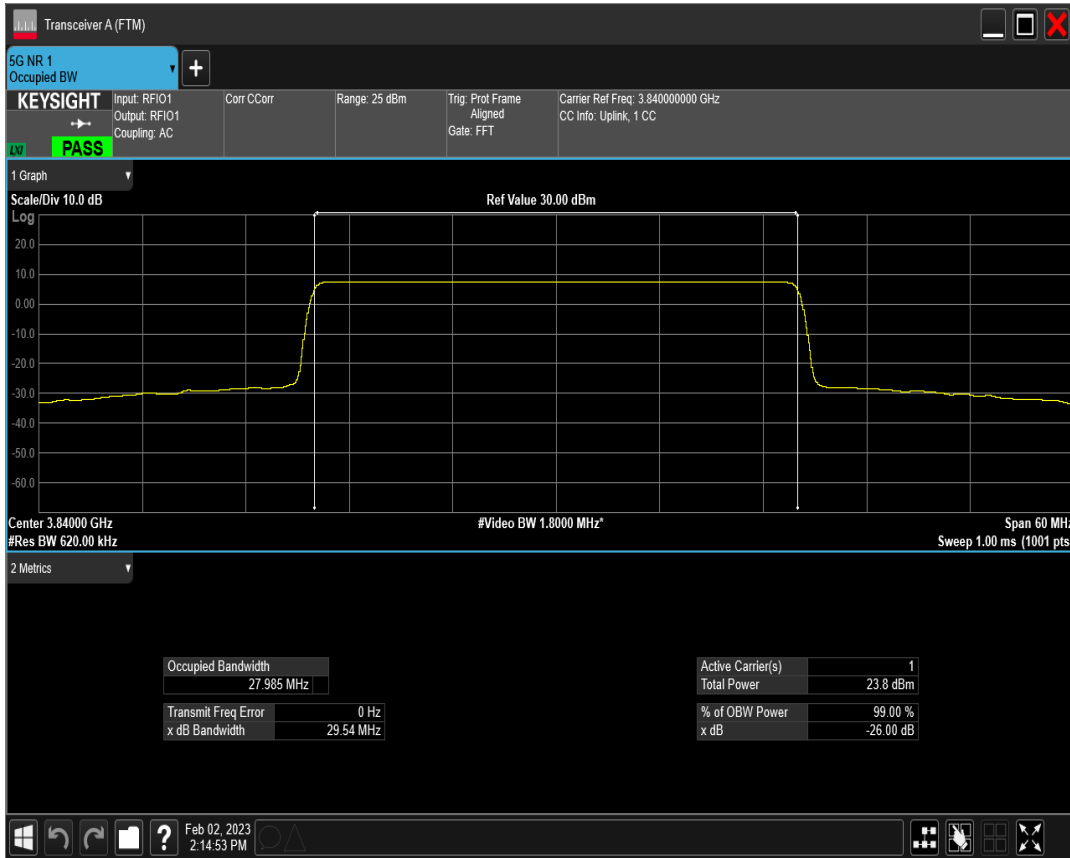 Transceiver A (FTM)
5G NR 1
Occupied BW
+
KEYSIGHT
Input: RFIO1
Output: RFIO1
Coupling: AC
Corr CCorr
Range: 25 dBm
Trig: Prot Frame
Aligned
Gate: FFT
Carrier Ref Freq: 3.840000000 GHz
CC Info: Uplink, 1 CC
LXI
PASS
1 Graph
Scale/Div 10.0 dB
Ref Value 30.00 dBm
Log
20.0
10.0
0.00
-10.0
-20.0
-30.0
-40.0
-50.0
-60.0
Center 3.84000 GHz
#Video BW 1.8000 MHz*
Span 60 MHz
#Res BW 620.00 kHz
Sweep 1.00 ms (1001 pts
2 Metrics
Occupied Bandwidth
27.985 MHz
Transmit Freq Error 0 Hz
x dB Bandwidth 29.54 MHz
Active Carrier(s) 1
Total Power 23.8 dBm
% of OBW Power 99.00 %
x dB -26.00 dB
?
Feb 02, 2023
2:14:53 PM